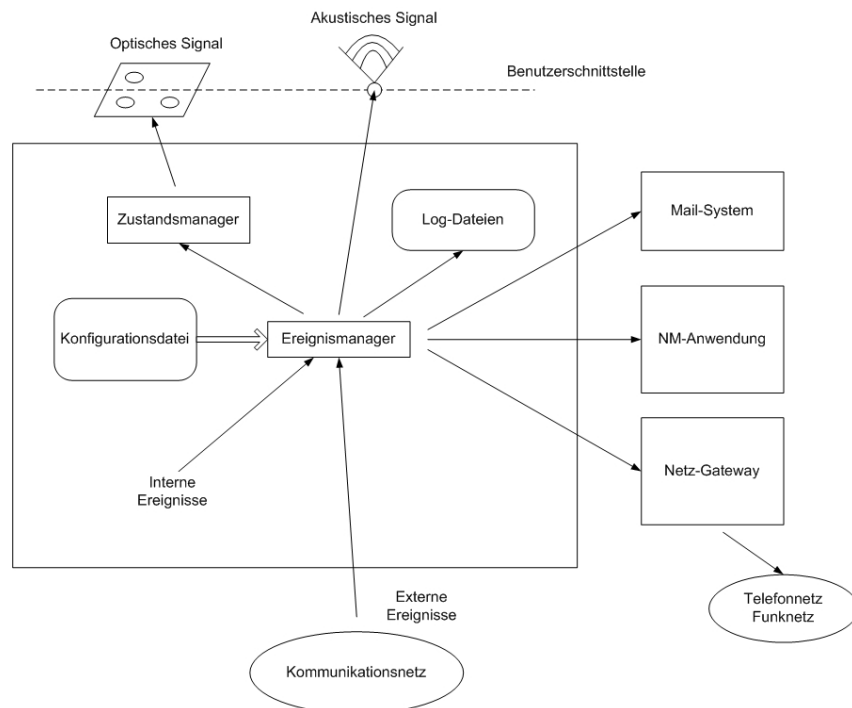 Akustisches Signal
Optisches Signal
Benutzerschnittstelle
Zustandsmanager
Log-Dateien
Mail-System
Konfigurationsdatei
Ereignismanager
NM-Anwendung
Interne
Ereignisse
Netz-Gateway
Externe
Ereignisse
Telefonnetz
Funknetz
Kommunikationsnetz